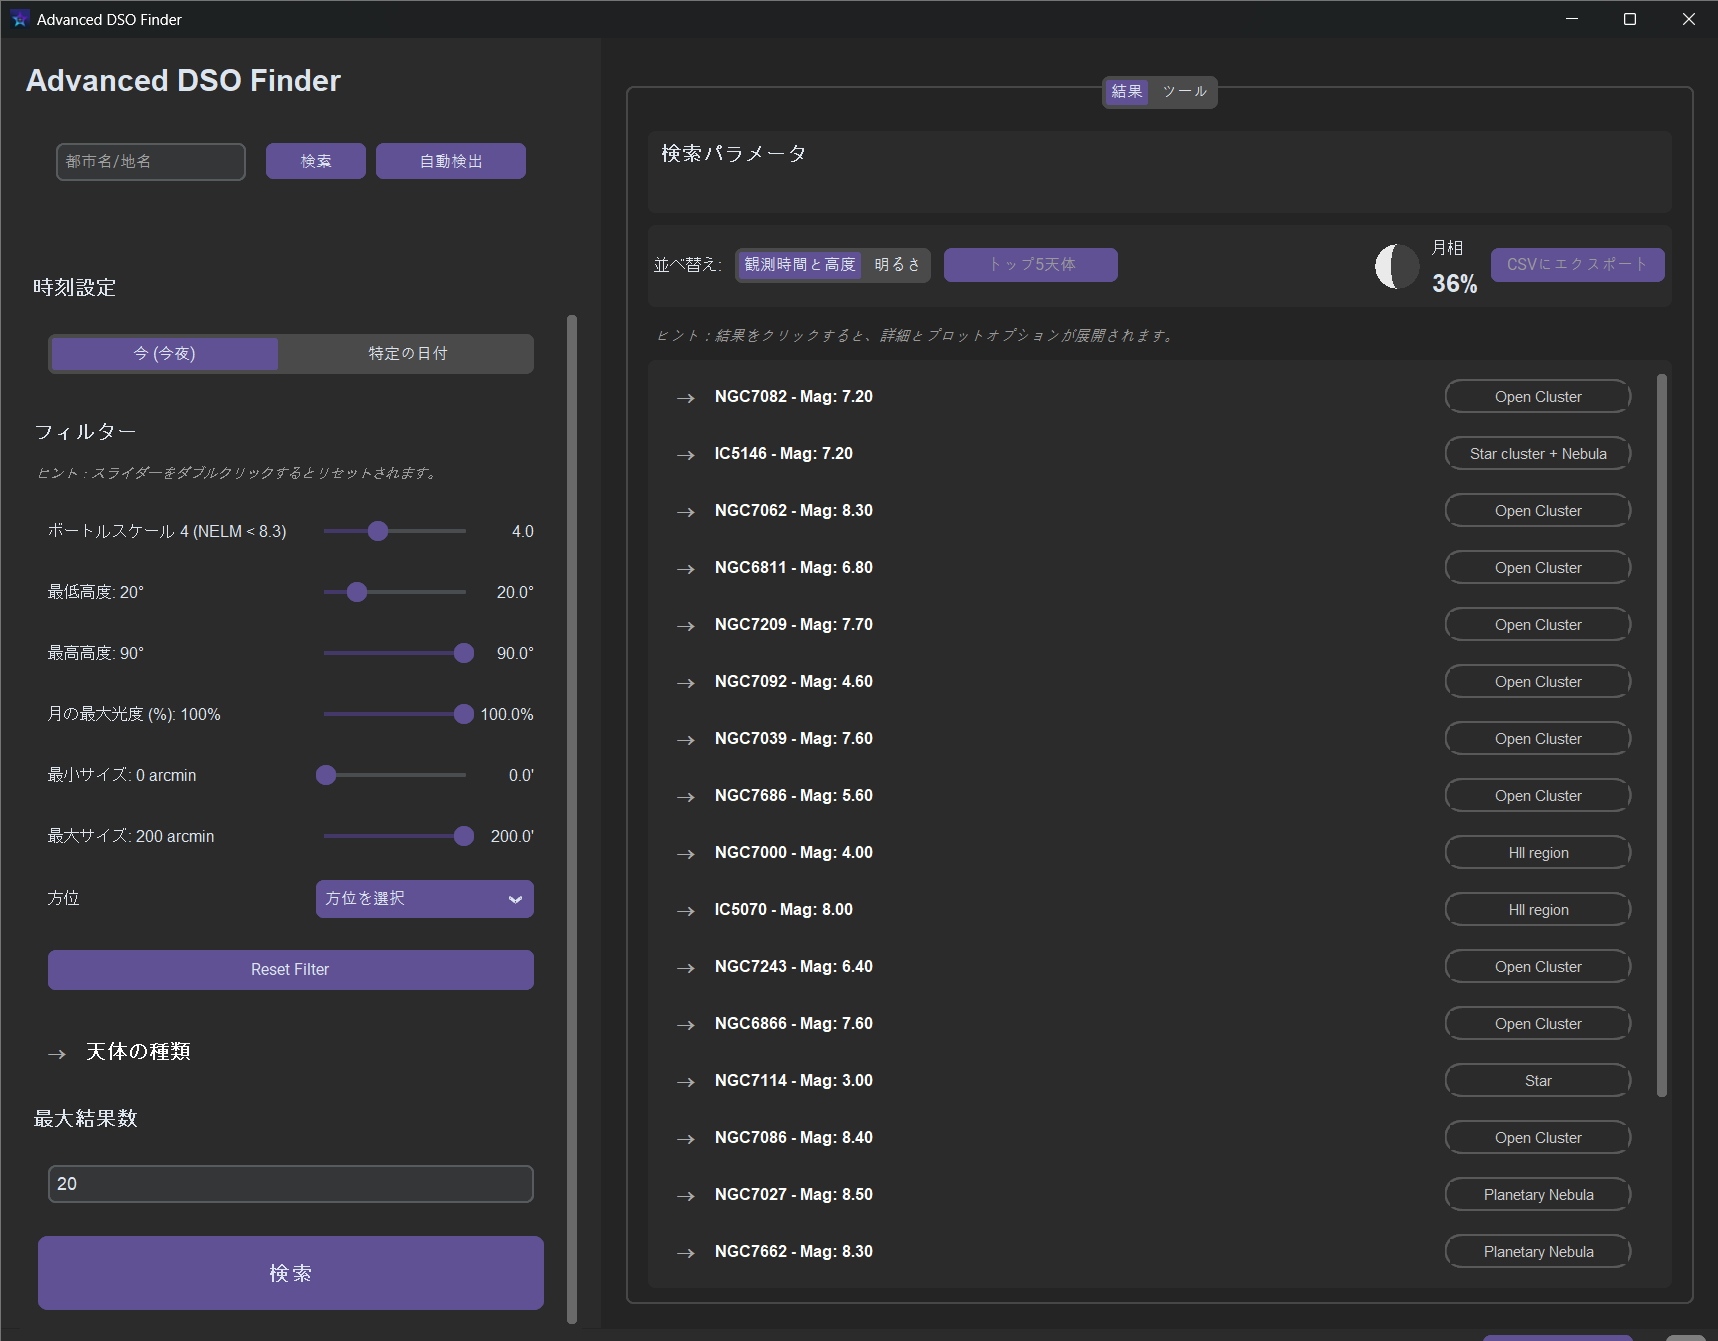 Advanced DSO Finder
Advanced DSO Finder
都市名/地名
検索
自動検出
時刻設定
今 (今夜)
特定の日付
フィルター
ヒント：スライダーをダブルクリックするとリセットされます。
ボートルスケール 4 (NELM < 8.3)
4.0
最低高度: 20°
20.0°
最高高度: 90°
90.0°
月の最大光度 (%): 100%
100.0%
最小サイズ: 0 arcmin
0.0'
最大サイズ: 200 arcmin
200.0'
方位
方位を選択
Reset Filter
→ 天体の種類
最大結果数
20
検索
結果
ツール
検索パラメータ
並べ替え:
観測時間と高度
明るさ
トップ5天体
月相
36%
CSVにエクスポート
ヒント：結果をクリックすると、詳細とプロットオプションが展開されます。
→ NGC7082 - Mag: 7.20
Open Cluster
→ IC5146 - Mag: 7.20
Star cluster + Nebula
→ NGC7062 - Mag: 8.30
Open Cluster
→ NGC6811 - Mag: 6.80
Open Cluster
→ NGC7209 - Mag: 7.70
Open Cluster
→ NGC7092 - Mag: 4.60
Open Cluster
→ NGC7039 - Mag: 7.60
Open Cluster
→ NGC7686 - Mag: 5.60
Open Cluster
→ NGC7000 - Mag: 4.00
HII region
→ IC5070 - Mag: 8.00
HII region
→ NGC7243 - Mag: 6.40
Open Cluster
→ NGC6866 - Mag: 7.60
Open Cluster
→ NGC7114 - Mag: 3.00
Star
→ NGC7086 - Mag: 8.40
Open Cluster
→ NGC7027 - Mag: 8.50
Planetary Nebula
→ NGC7662 - Mag: 8.30
Planetary Nebula